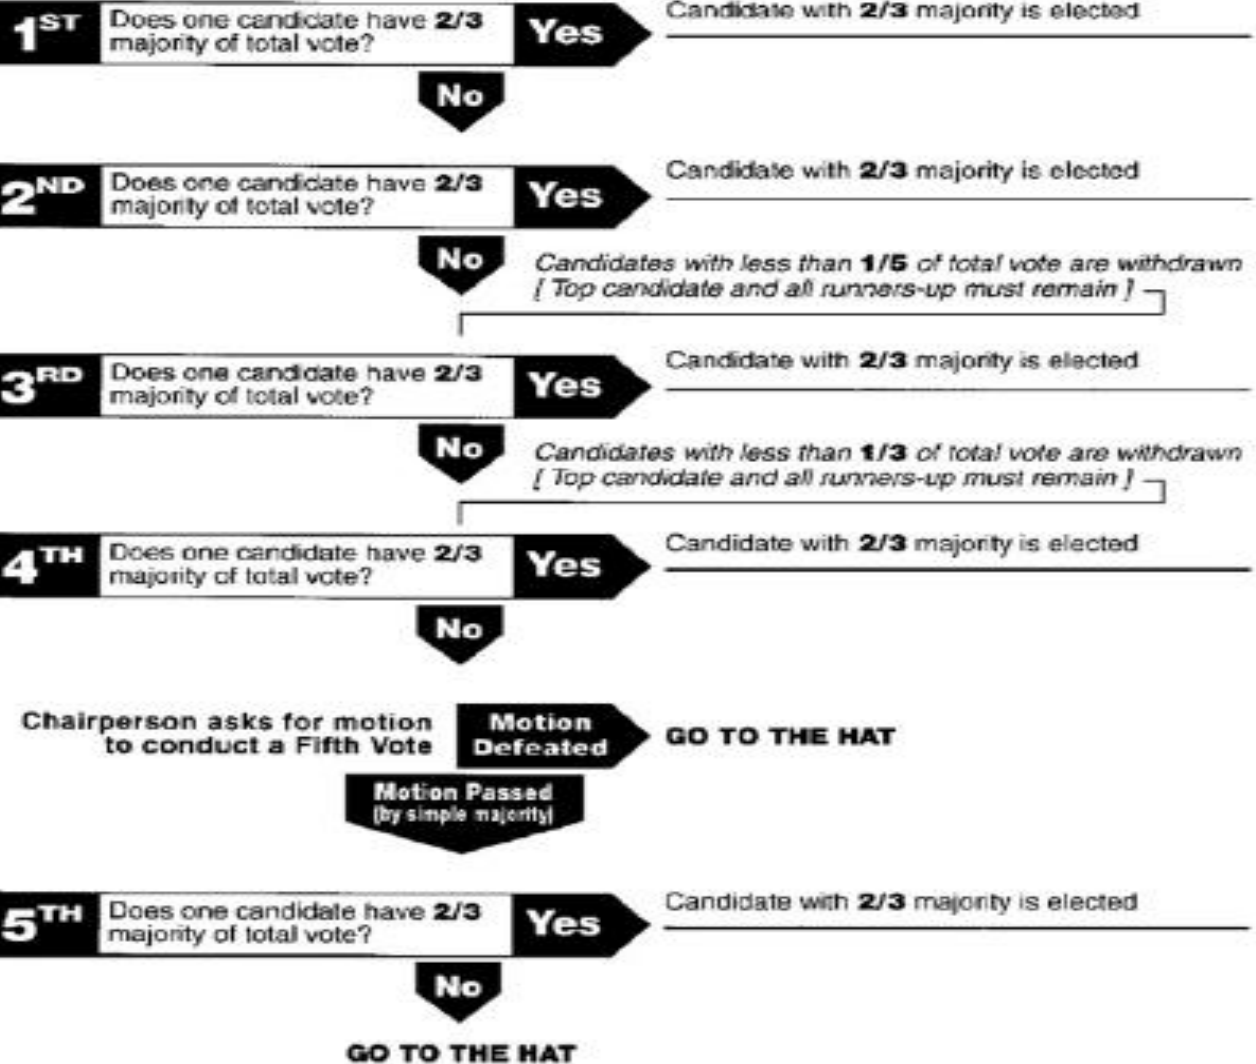 1ST Does one candidate have 2/3
majority of total vote?
Yes
Candidate with 2/3 majority is elected
No
2ND Does one candidate have 2/3
majority of total vote?
Yes
Candidate with 2/3 majority is elected
No
Candidates with less than 1/5 of total vote are withdrawn
[ Top candidate and all runners-up must remain ]
3RD Does one candidate have 2/3
majority of total vote?
Yes
Candidate with 2/3 majority is elected
No
Candidates with less than 1/3 of total vote are withdrawn
[ Top candidate and all runners-up must remain ]
4TH Does one candidate have 2/3
majority of total vote?
Yes
Candidate with 2/3 majority is elected
No
Chairperson asks for motion
to conduct a Fifth Vote
Motion
Defeated
GO TO THE HAT
Motion Passed
(by simple majority)
5TH Does one candidate have 2/3
majority of total vote?
Yes
Candidate with 2/3 majority is elected
No
GO TO THE HAT